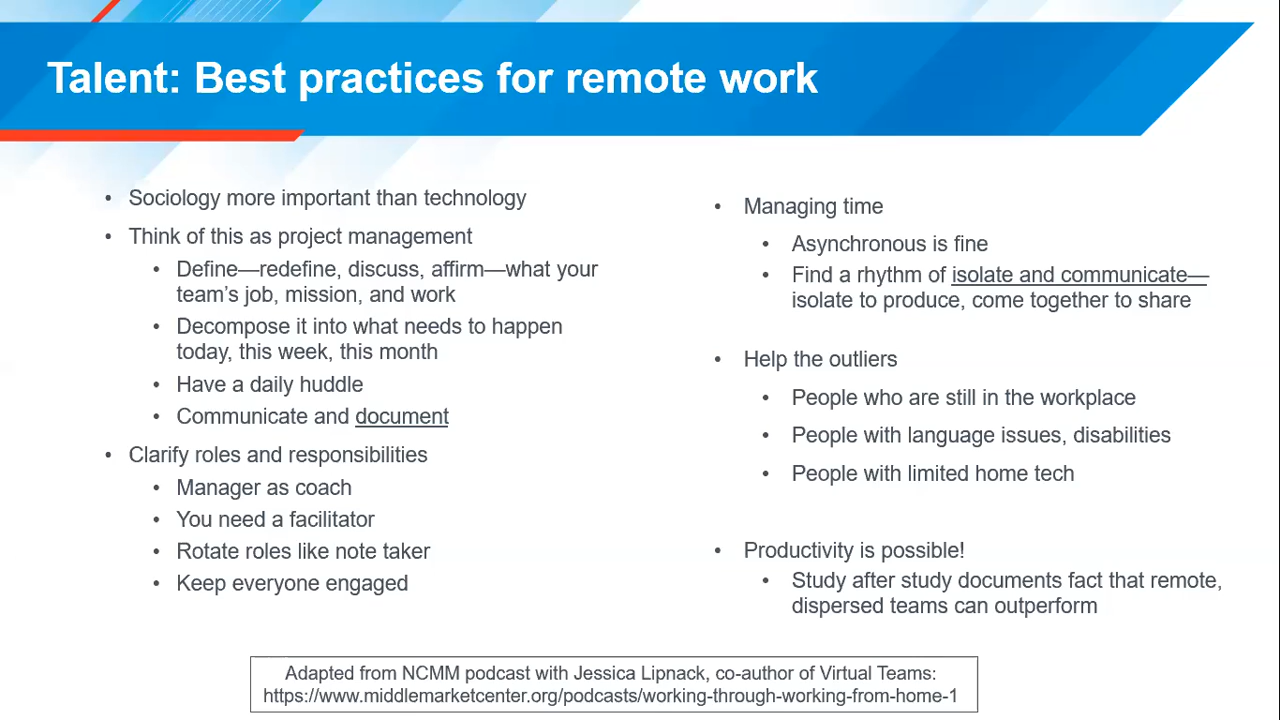 Talent: Best practices for remote work
• Sociology more important than technology
• Think of this as project management
• Define—redefine, discuss, affirm—what your
team's job, mission, and work
• Decompose it into what needs to happen
today, this week, this month
• Have a daily huddle
• Communicate and document
• Clarify roles and responsibilities
• Manager as coach
• You need a facilitator
• Rotate roles like note taker
• Keep everyone engaged
• Managing time
• Asynchronous is fine
• Find a rhythm of isolate and communicate—
isolate to produce, come together to share
• Help the outliers
• People who are still in the workplace
• People with language issues, disabilities
• People with limited home tech
• Productivity is possible!
• Study after study documents fact that remote,
dispersed teams can outperform
Adapted from NCMM podcast with Jessica Lipnack, co-author of Virtual Teams:
https://www.middlemarketcenter.org/podcasts/working-through-working-from-home-1